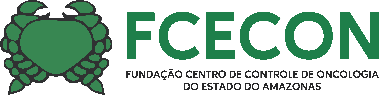 FCECON
FUNDAÇÃO CENTRO DE CONTROLE DE ONCOLOGIA
DO ESTADO DO AMAZONAS